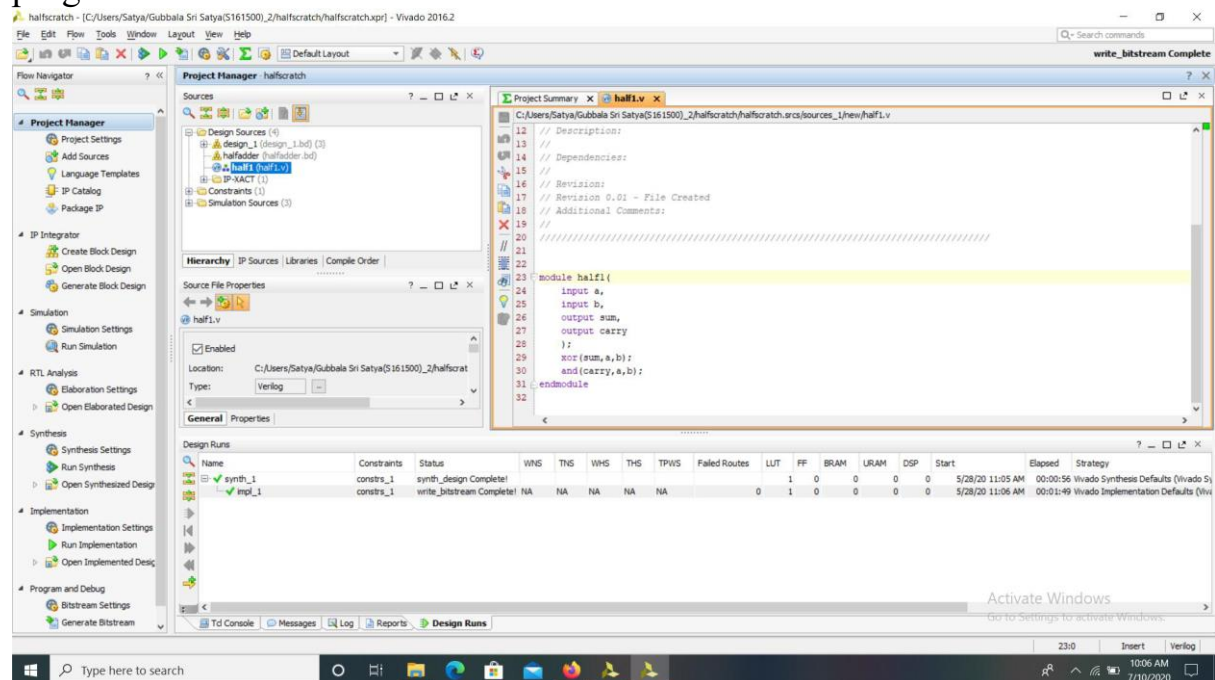 halfscratch - [C:/Users/Satya/Gubbala Sri Satya(S161500)_2/halfscratch/halfscratch.xpr] - Vivado 2016.2
File Edit Flow Tools Window Layout View Help
Search commands
Default Layout
write_bitstream Complete
Flow Navigator
Project Manager
Project Settings
Add Sources
Language Templates
IP Catalog
Package IP
IP Integrator
Create Block Design
Open Block Design
Generate Block Design
Simulation
Simulation Settings
Run Simulation
RTL Analysis
Elaboration Settings
Open Elaborated Design
Synthesis
Synthesis Settings
Run Synthesis
Open Synthesized Desig
Implementation
Implementation Settings
Run Implementation
Open Implemented Desig
Program and Debug
Bitstream Settings
Generate Bitstream
Project Manager - halfscratch
Sources
Design Sources (4)
design_1 (design_1.bd) (3)
halfadder (halfadder.bd)
half1 (half1.v)
IP-XACT (1)
Constraints (1)
Simulation Sources (3)
Hierarchy IP Sources Libraries Compile Order
Source File Properties
half1.v
Enabled
Location: C:/Users/Satya/Gubbala Sri Satya(S161500)_2/halfscrat
Type: Verilog
General Properties
Project Summary half1.v
C:/Users/Satya/Gubbala Sri Satya(S161500)_2/halfscratch/halfscratch.srcs/sources_1/new/half1.v
12 // Description:
13 //
14 // Dependencies:
15 //
16 // Revision:
17 // Revision 0.01 - File Created
18 // Additional Comments:
19 //
20 //////////////////////////////////////////////////////////////////////////////////
21
22
23 module half1(
24 input a,
25 input b,
26 output sum,
27 output carry
28 );
29 xor(sum,a,b);
30 and(carry,a,b);
31 endmodule
32
Design Runs
Name Constraints Status WNS TNS WHS THS TPWS Failed Routes LUT FF BRAM URAM DSP Start Elapsed Strategy
synth_1 constrs_1 synth_design Complete! 1 0 0 0 0 5/28/20 11:05 AM 00:00:56 Vivado Synthesis Defaults (Vivado Sy
impl_1 constrs_1 write_bitstream Complete! NA NA NA NA NA 0 1 0 0 0 0 5/28/20 11:06 AM 00:01:49 Vivado Implementation Defaults (Viva
Activate Windows
Go to Settings to activate Windows.
Tcl Console Messages Log Reports Design Runs
23:0 Insert Verilog
Type here to search
10:06 AM
7/10/2020